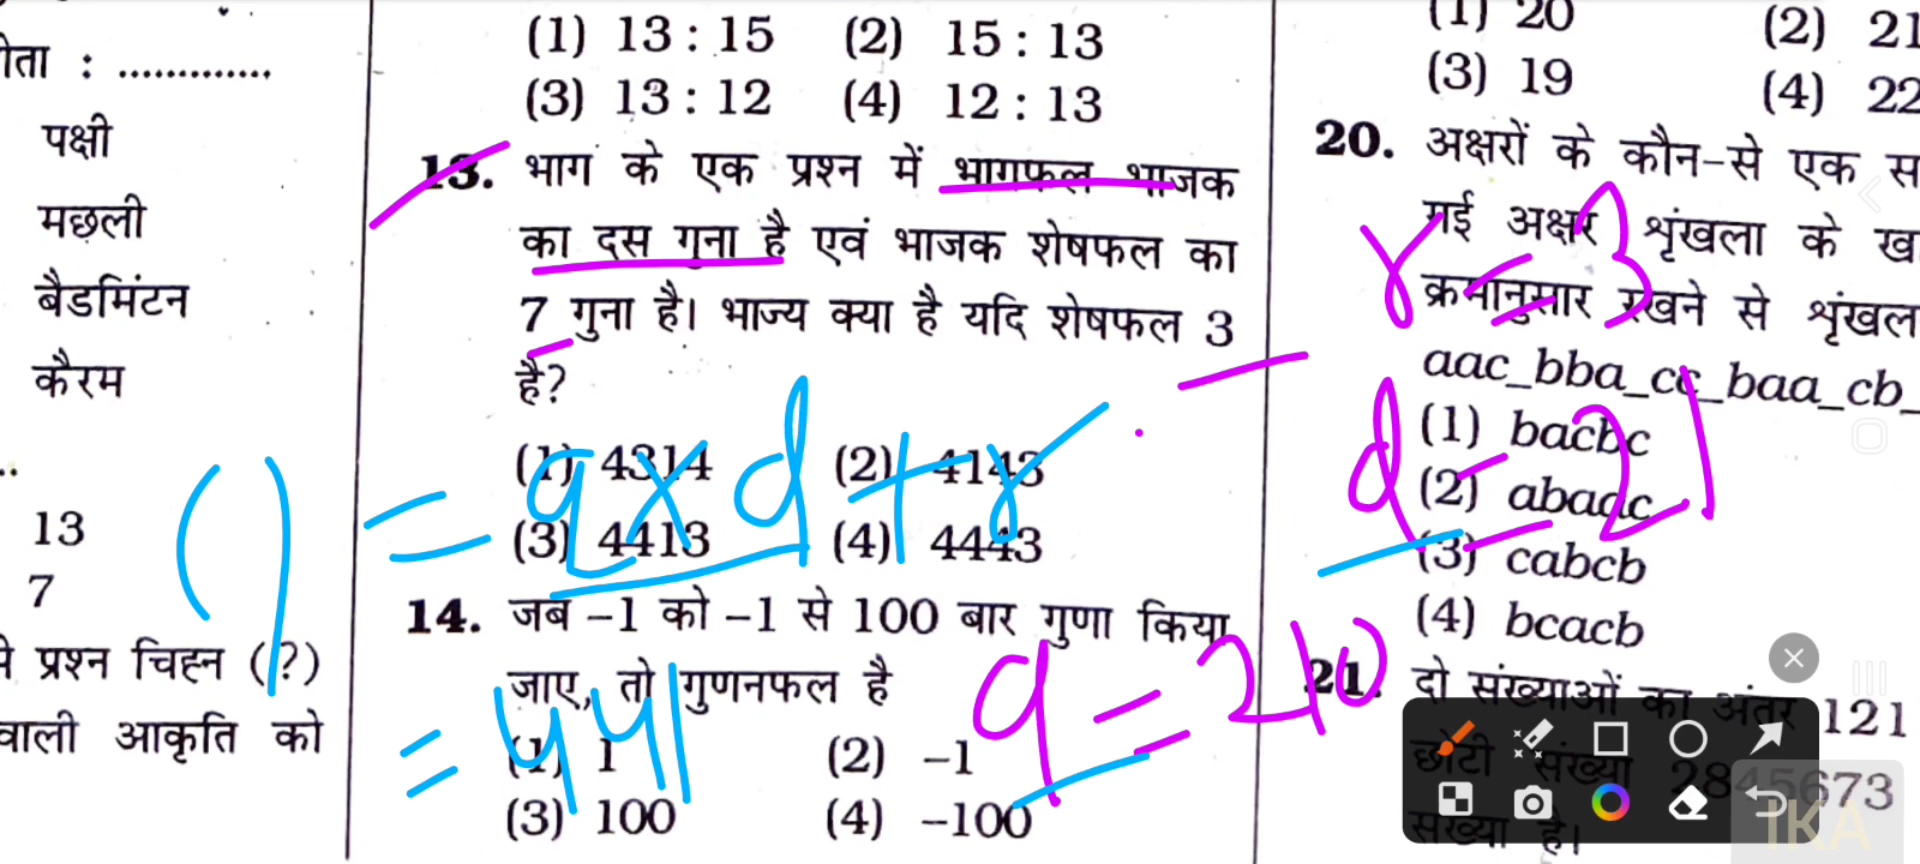 ीता : .............
पक्षी
मछली
बैडमिंटन
कैरम
..
13
7
( )
से प्रश्न चिह्न (?)
वाली आकृति को
(1) 13 : 15 (2) 15 : 13
(3) 13 : 12 (4) 12 : 13
13. भाग के एक प्रश्न में भागफल भाजक
का दस गुना है एवं भाजक शेषफल का
7 गुना है। भाज्य क्या है यदि शेषफल 3
है?
(1) 4314 (2) 4143
(3) 4413 (4) 4443
= q x d + r
14. जब –1 को –1 से 100 बार गुणा किया
जाए, तो गुणनफल है
(1) 1 (2) –1
(3) 100 (4) –100
= 441
q = 210
(1) 20 (2) 21
(3) 19 (4) 22
20. अक्षरों के कौन-से एक स
गई अक्षर शृंखला के ख
क्रमानुसार रखने से शृंखल
aac_bba_cc_baa_cb_
(1) bacbc
(2) abaac
(3) cabcb
(4) bcacb
r = 3
d = 21
21. दो संख्याओं का अंतर 121
छोटी संख्या 2845673
संख्या है।
IKA